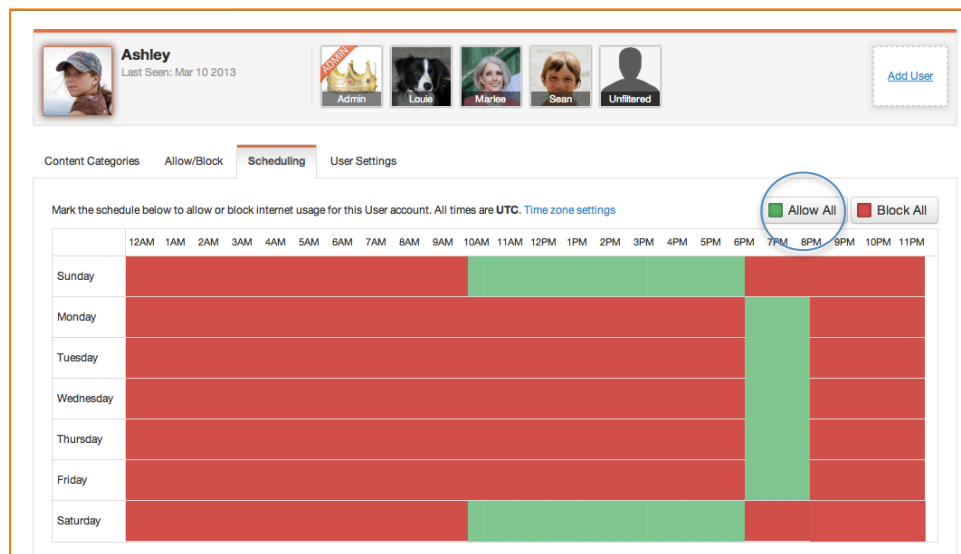 Ashley
Last Seen: Mar 10 2013
ADMIN
Admin
Louie
Marlee
Sean
Unfiltered
Add User
Content Categories Allow/Block Scheduling User Settings
Mark the schedule below to allow or block internet usage for this User account. All times are UTC. Time zone settings
Allow All Block All
12AM 1AM 2AM 3AM 4AM 5AM 6AM 7AM 8AM 9AM 10AM 11AM 12PM 1PM 2PM 3PM 4PM 5PM 6PM 7PM 8PM 9PM 10PM 11PM
Sunday
Monday
Tuesday
Wednesday
Thursday
Friday
Saturday